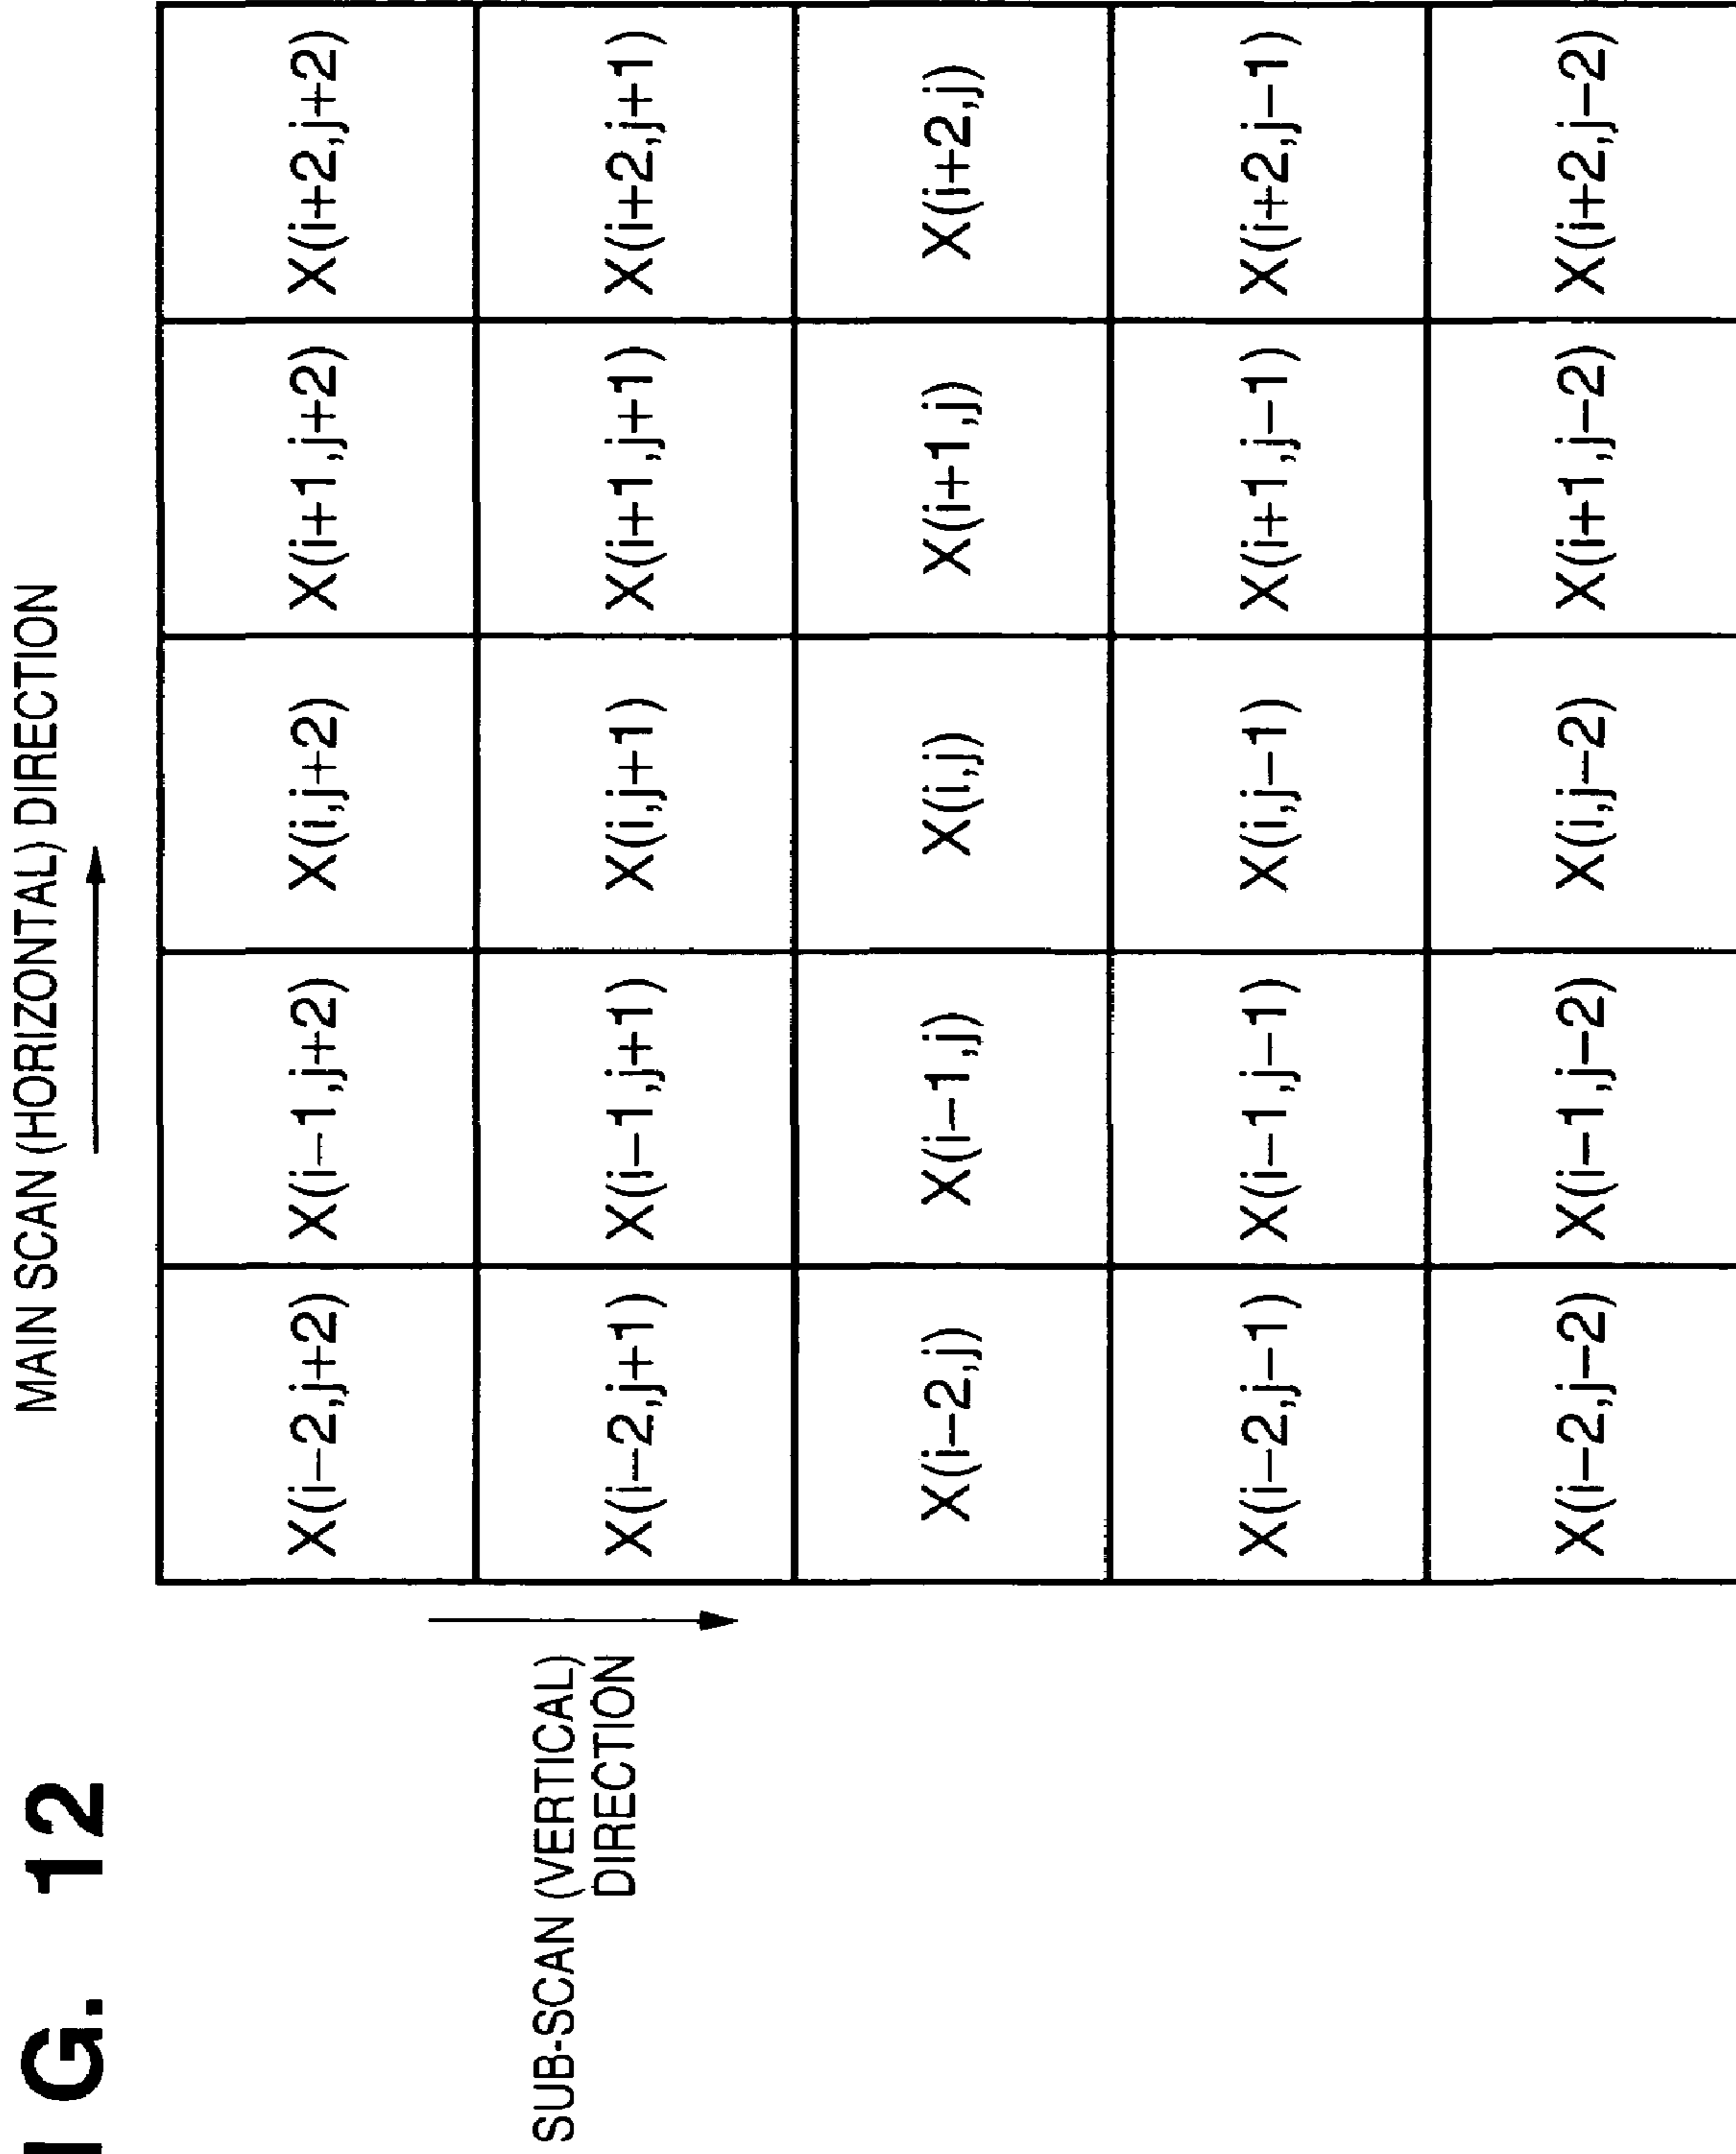 IG. 12
MAIN SCAN (HORIZONTAL) DIRECTION
SUB-SCAN (VERTICAL)
DIRECTION
X(i−2,j+2) X(i−1,j+2) X(i,j+2) X(i+1,j+2) X(i+2,j+2)
X(i−2,j+1) X(i−1,j+1) X(i,j+1) X(i+1,j+1) X(i+2,j+1)
X(i−2,j) X(i−1,j) X(i,j) X(i+1,j) X(i+2,j)
X(i−2,j−1) X(i−1,j−1) X(i,j−1) X(i+1,j−1) X(i+2,j−1)
X(i−2,j−2) X(i−1,j−2) X(i,j−2) X(i+1,j−2) X(i+2,j−2)